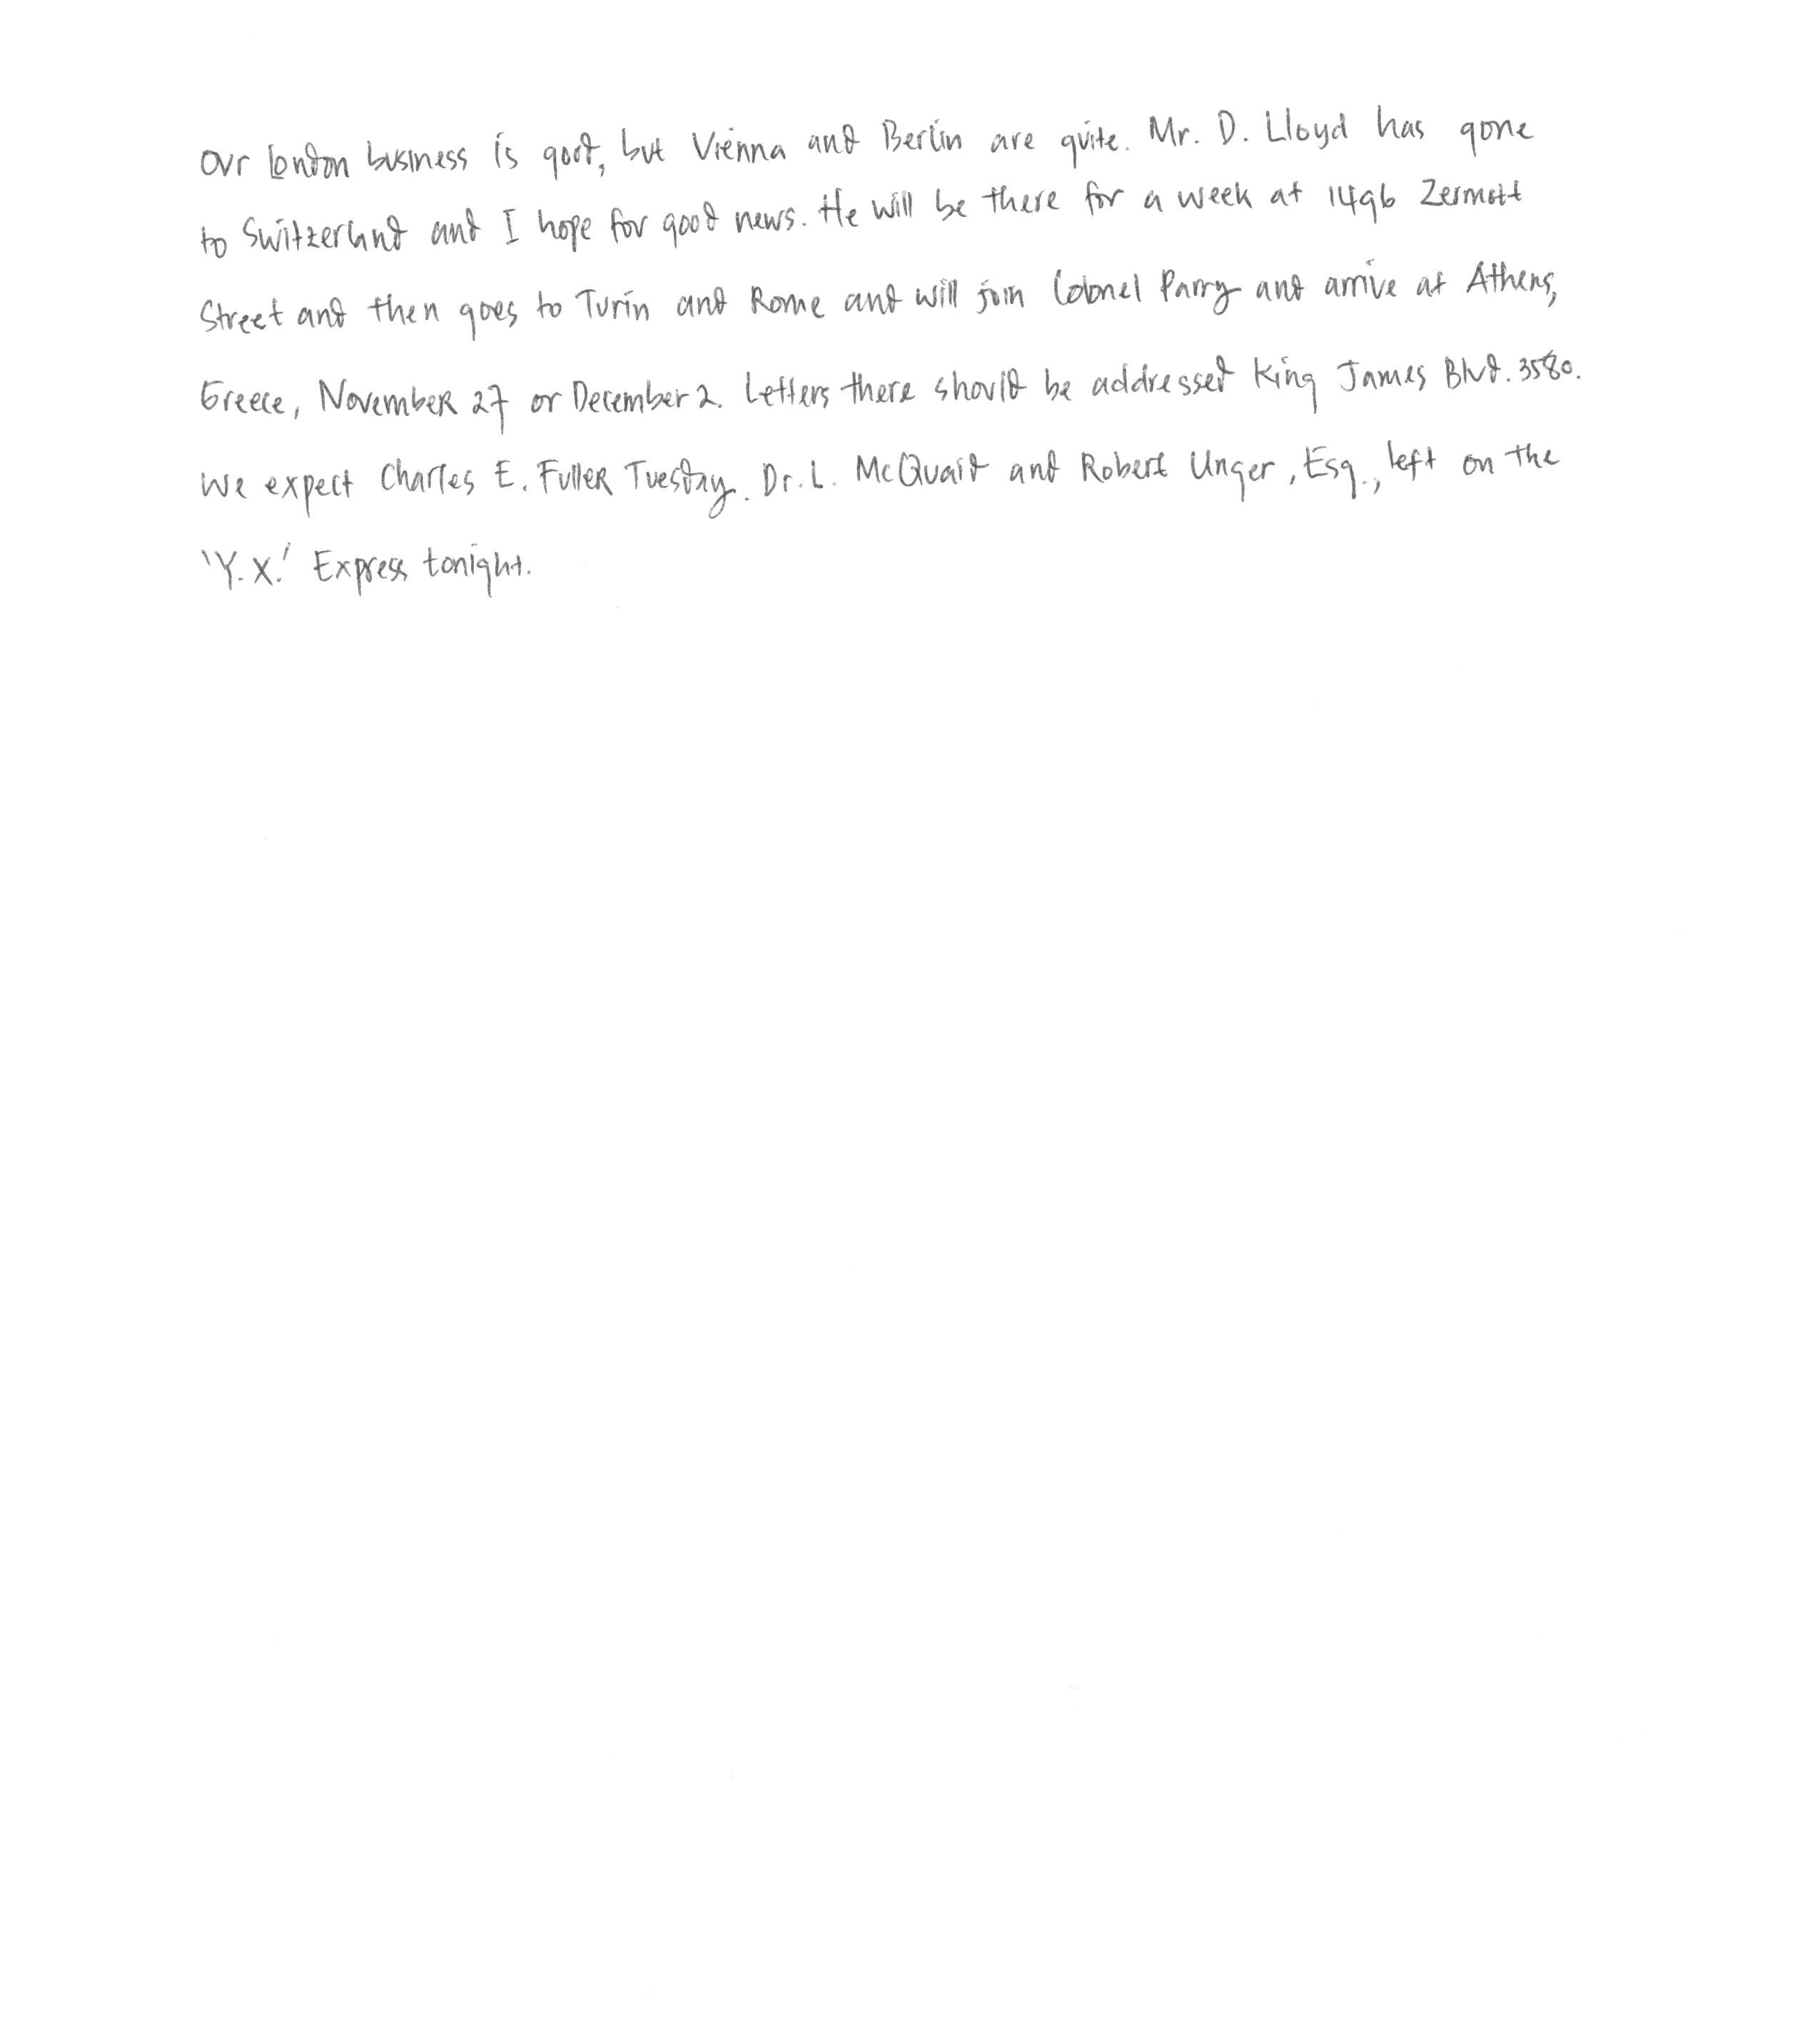 Our London business is good, but Vienna and Berlin are quite. Mr. D. Lloyd has gone
to Switzerland and I hope for good news. He will be there for a week at 1496 Zermott
Street and then goes to Turin and Rome and will join Colonel Parry and arrive at Athens,
Greece, November 27 or December 2. Letters there should be addressed King James Blvd. 3580.
We expect Charles E. Fuller Tuesday. Dr. L. McQuaid and Robert Unger, Esq., left on the
'Y.X.' Express tonight.